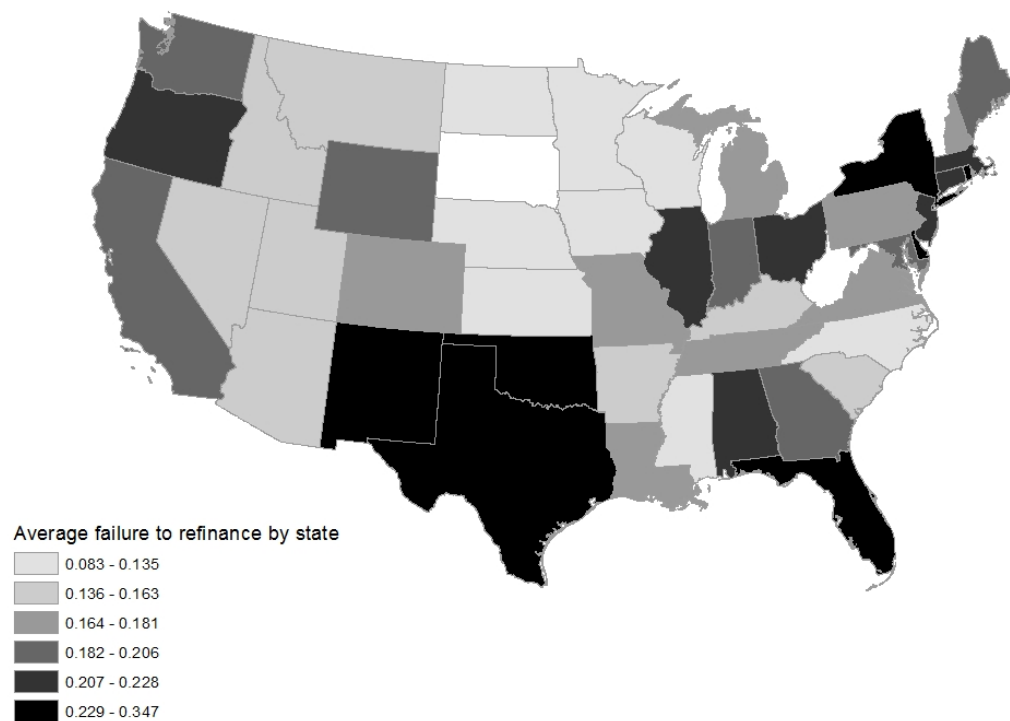 Average failure to refinance by state
0.083 - 0.135
0.136 - 0.163
0.164 - 0.181
0.182 - 0.206
0.207 - 0.228
0.229 - 0.347